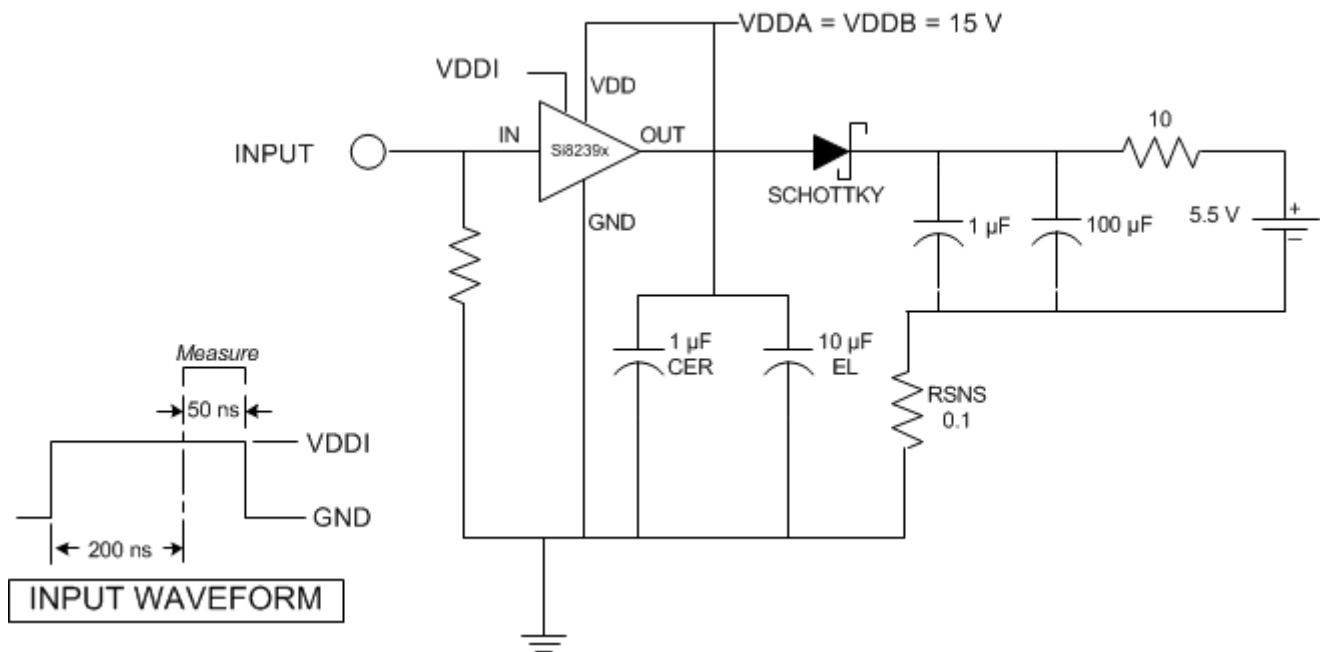 VDDA = VDDB = 15 V
VDDI
VDD
10
INPUT
IN
Si8239x
OUT
SCHOTTKY
GND
1 µF
100 µF
5.5 V
+
–
1 µF
CER
10 µF
EL
RSNS
0.1
Measure
50 ns
VDDI
GND
200 ns
INPUT WAVEFORM